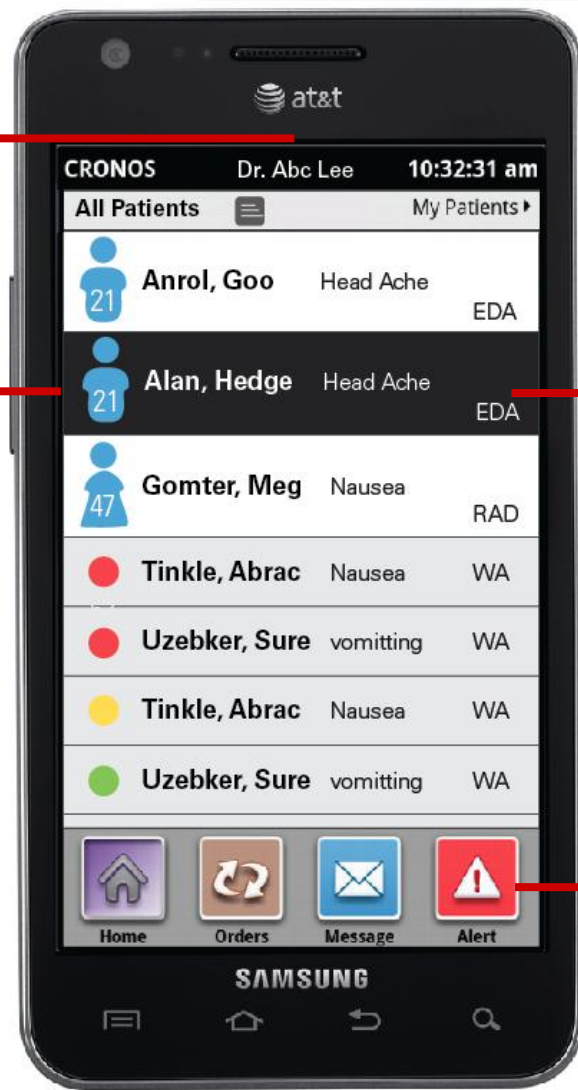 at&t
CRONOS Dr. Abc Lee 10:32:31 am
All Patients My Patients
21 Anrol, Goo Head Ache EDA
21 Alan, Hedge Head Ache EDA
47 Gomter, Meg Nausea RAD
Tinkle, Abrac Nausea WA
Uzebker, Sure vomitting WA
Tinkle, Abrac Nausea WA
Uzebker, Sure vomitting WA
Home Orders Message Alert
SAMSUNG